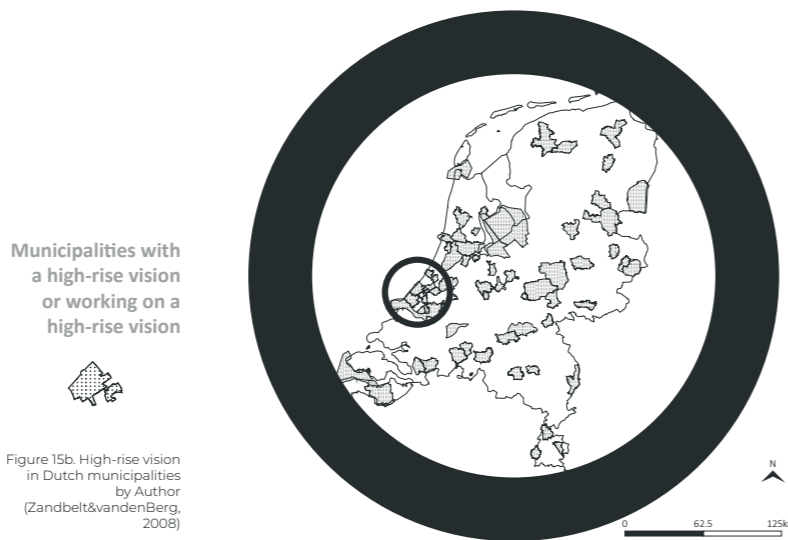 Municipalities with
a high-rise vision
or working on a
high-rise vision
Figure 15b. High-rise vision
in Dutch municipalities
by Author
(Zandbelt&vandenBerg,
2008)
N
0 62.5 125k